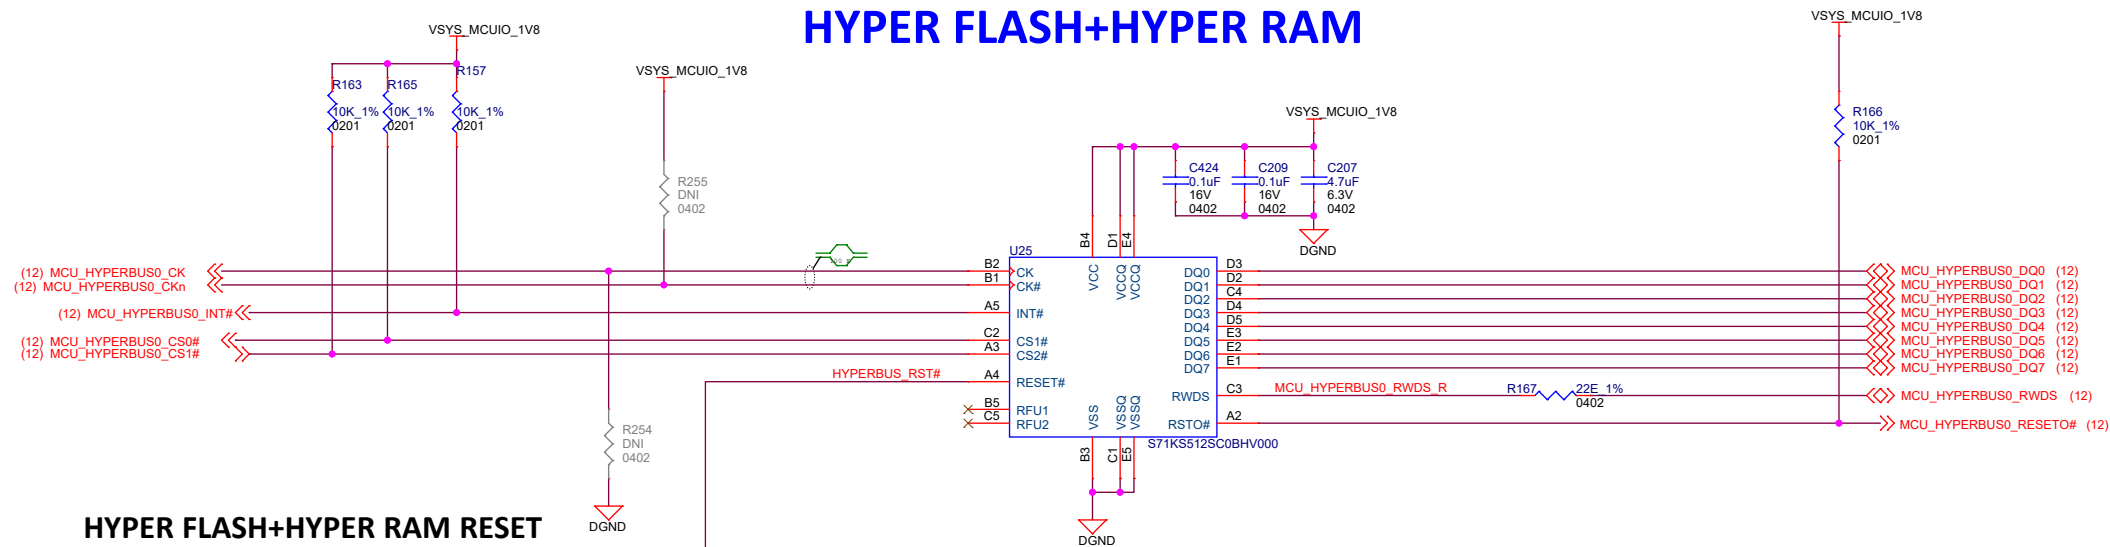 HYPER FLASH+HYPER RAM
VSYS_MCUIO_1V8
R163
10K_1%
0201
R165
10K_1%
0201
R157
10K_1%
0201
VSYS_MCUIO_1V8
R255
DNI
0402
VSYS_MCUIO_1V8
C424
0.1uF
16V
0402
C209
0.1uF
16V
0402
C207
4.7uF
6.3V
0402
DGND
VSYS_MCUIO_1V8
R166
10K_1%
0201
(12) MCU_HYPERBUS0_CK
(12) MCU_HYPERBUS0_CKn
(12) MCU_HYPERBUS0_INT#
(12) MCU_HYPERBUS0_CS0#
(12) MCU_HYPERBUS0_CS1#
HYPERBUS_RST#
R254
DNI
0402
DGND
U25
B2 CK
B1 CK#
A5 INT#
C2 CS1#
A3 CS2#
A4 RESET#
B5 RFU1
C5 RFU2
B4 VCC
D1 VCCQ
E4 VCCQ
B3 VSS
C1 VSSQ
E5 VSSQ
DQ0 D3
DQ1 D2
DQ2 C4
DQ3 D4
DQ4 D5
DQ5 E3
DQ6 E2
DQ7 E1
RWDS C3
RSTO# A2
S71KS512SC0BHV000
DGND
MCU_HYPERBUS0_RWDS_R
R167 22E_1%
0402
MCU_HYPERBUS0_DQ0 (12)
MCU_HYPERBUS0_DQ1 (12)
MCU_HYPERBUS0_DQ2 (12)
MCU_HYPERBUS0_DQ3 (12)
MCU_HYPERBUS0_DQ4 (12)
MCU_HYPERBUS0_DQ5 (12)
MCU_HYPERBUS0_DQ6 (12)
MCU_HYPERBUS0_DQ7 (12)
MCU_HYPERBUS0_RWDS (12)
MCU_HYPERBUS0_RESETO# (12)
HYPER FLASH+HYPER RAM RESET